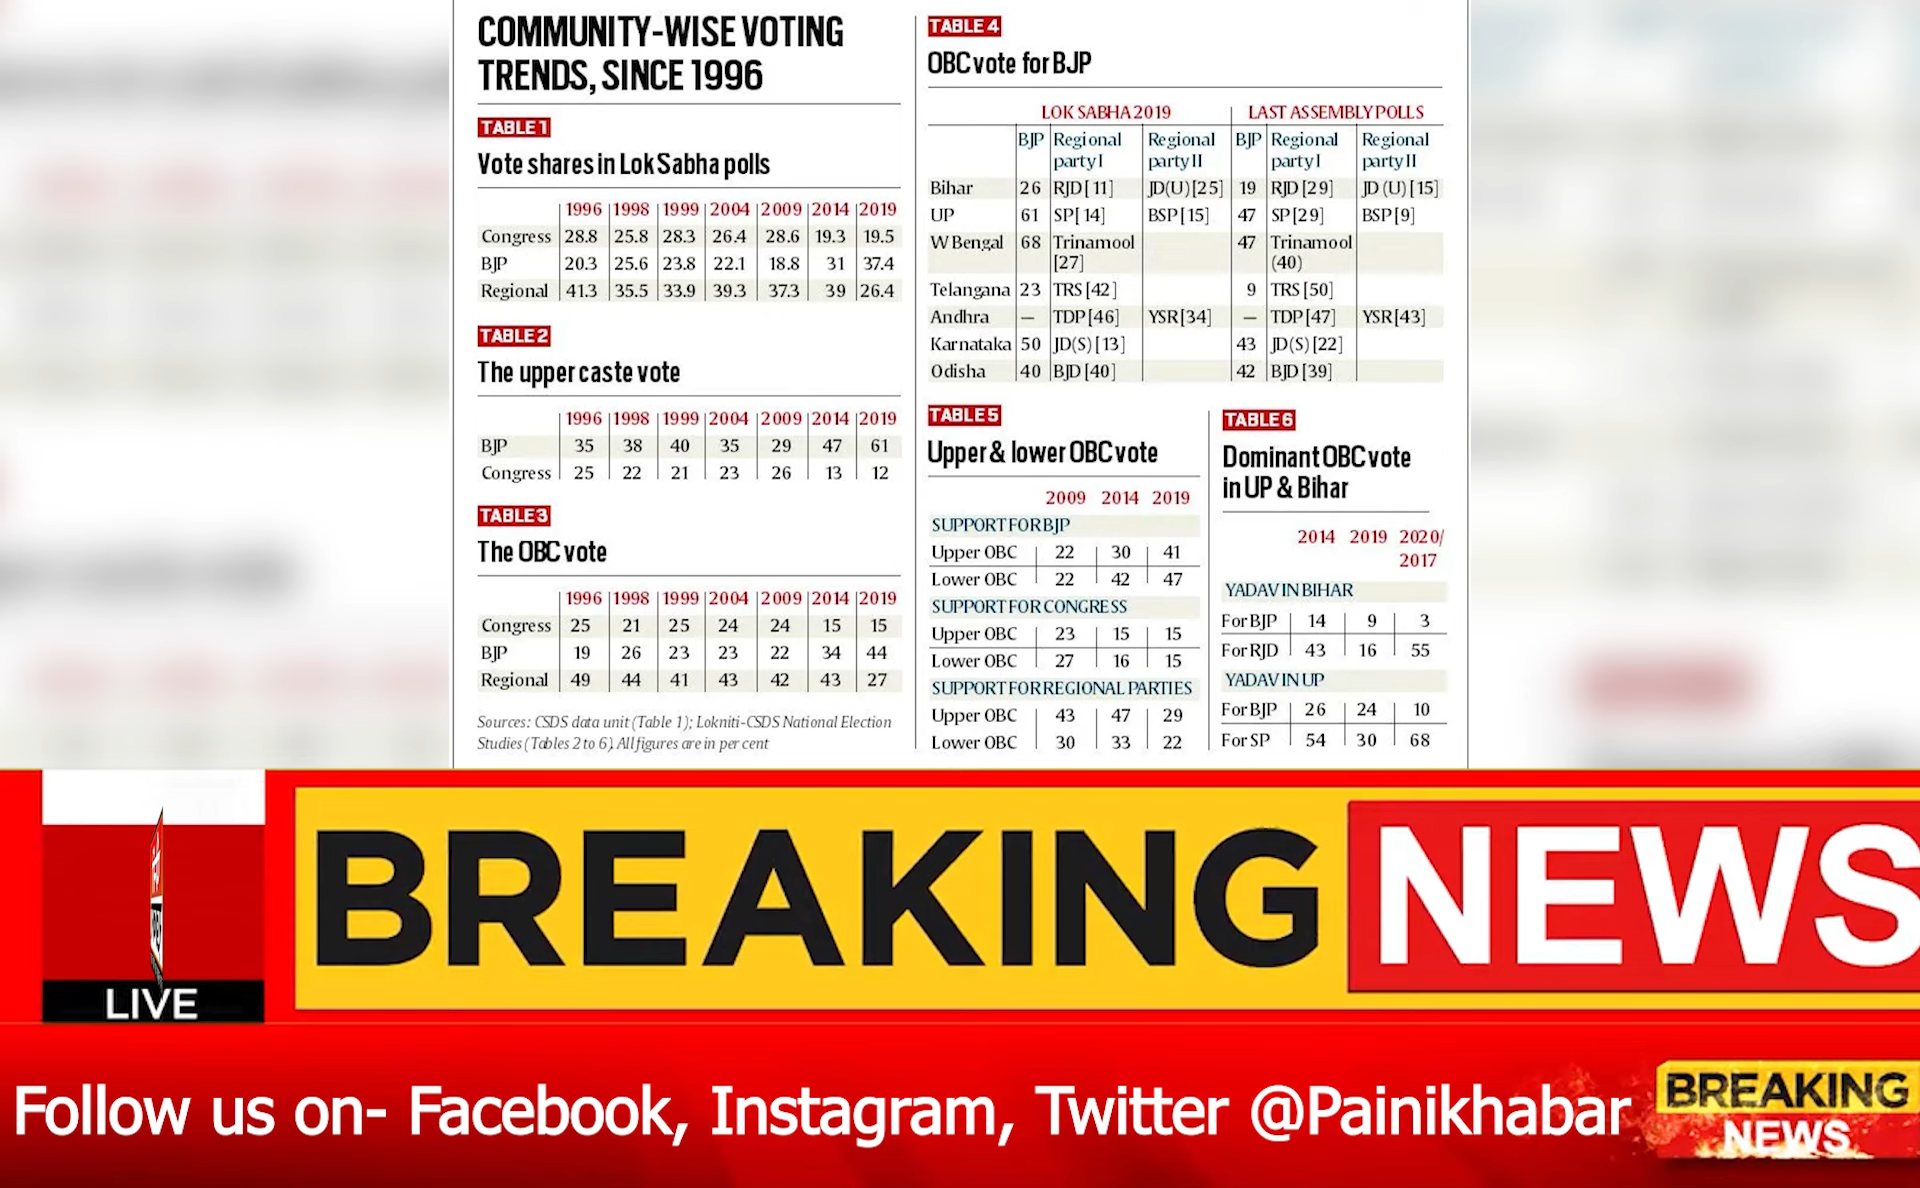 COMMUNITY-WISE VOTING
TRENDS, SINCE 1996
TABLE 1
Vote shares in Lok Sabha polls
1996 1998 1999 2004 2009 2014 2019
Congress 28.8 25.8 28.3 26.4 28.6 19.3 19.5
BJP 20.3 25.6 23.8 22.1 18.8 31 37.4
Regional 41.3 35.5 33.9 39.3 37.3 39 26.4
TABLE 2
The upper caste vote
1996 1998 1999 2004 2009 2014 2019
BJP 35 38 40 35 29 47 61
Congress 25 22 21 23 26 13 12
TABLE 3
The OBC vote
1996 1998 1999 2004 2009 2014 2019
Congress 25 21 25 24 24 15 15
BJP 19 26 23 23 22 34 44
Regional 49 44 41 43 42 43 27
Sources: CSDS data unit (Table 1); Lokniti-CSDS National Election
Studies (Tables 2 to 6). All figures are in per cent
TABLE 4
OBC vote for BJP
LOK SABHA 2019 LAST ASSEMBLY POLLS
BJP Regional Regional BJP Regional Regional
party I party II party I party II
Bihar 26 RJD [11] JD(U) [25] 19 RJD [29] JD (U) [15]
UP 61 SP[ 14] BSP [15] 47 SP [29] BSP [9]
W Bengal 68 Trinamool 47 Trinamool
[27] (40)
Telangana 23 TRS [42] 9 TRS [50]
Andhra — TDP [46] YSR [34] — TDP [47] YSR [43]
Karnataka 50 JD(S) [13] 43 JD(S) [22]
Odisha 40 BJD [40] 42 BJD [39]
TABLE 5
Upper & lower OBC vote
2009 2014 2019
SUPPORT FOR BJP
Upper OBC 22 30 41
Lower OBC 22 42 47
SUPPORT FOR CONGRESS
Upper OBC 23 15 15
Lower OBC 27 16 15
SUPPORT FOR REGIONAL PARTIES
Upper OBC 43 47 29
Lower OBC 30 33 22
TABLE 6
Dominant OBC vote
in UP & Bihar
2014 2019 2020/
2017
YADAV IN BIHAR
For BJP 14 9 3
For RJD 43 16 55
YADAV IN UP
For BJP 26 24 10
For SP 54 30 68
BREAKING NEWS
LIVE
Follow us on- Facebook, Instagram, Twitter @Painikhabar
BREAKING
NEWS